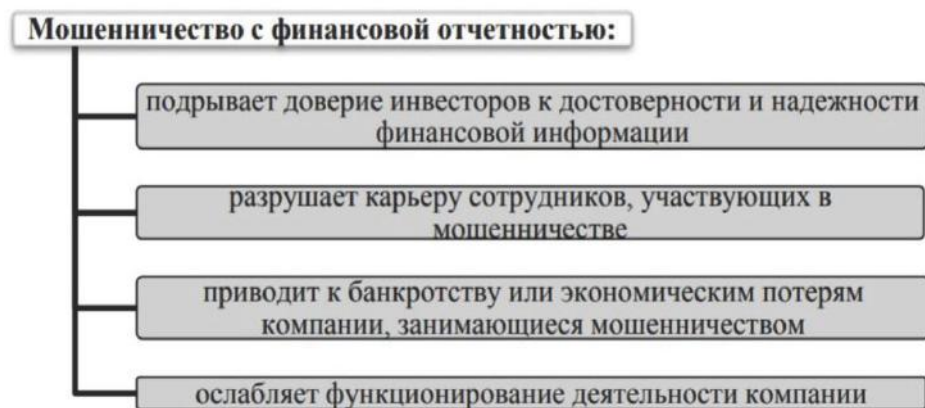 Мошенничество с финансовой отчетностью:
подрывает доверие инвесторов к достоверности и надежности
финансовой информации
разрушает карьеру сотрудников, участвующих в
мошенничестве
приводит к банкротству или экономическим потерям
компании, занимающиеся мошенничеством
ослабляет функционирование деятельности компании